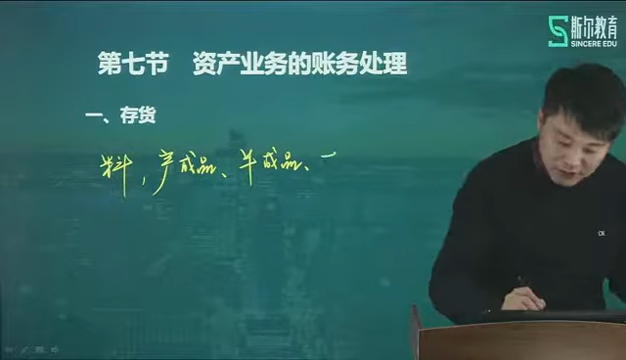 斯尔教育
SINCERE EDU
第七节 资产业务的账务处理
一、存货
料，产成品、半成品、